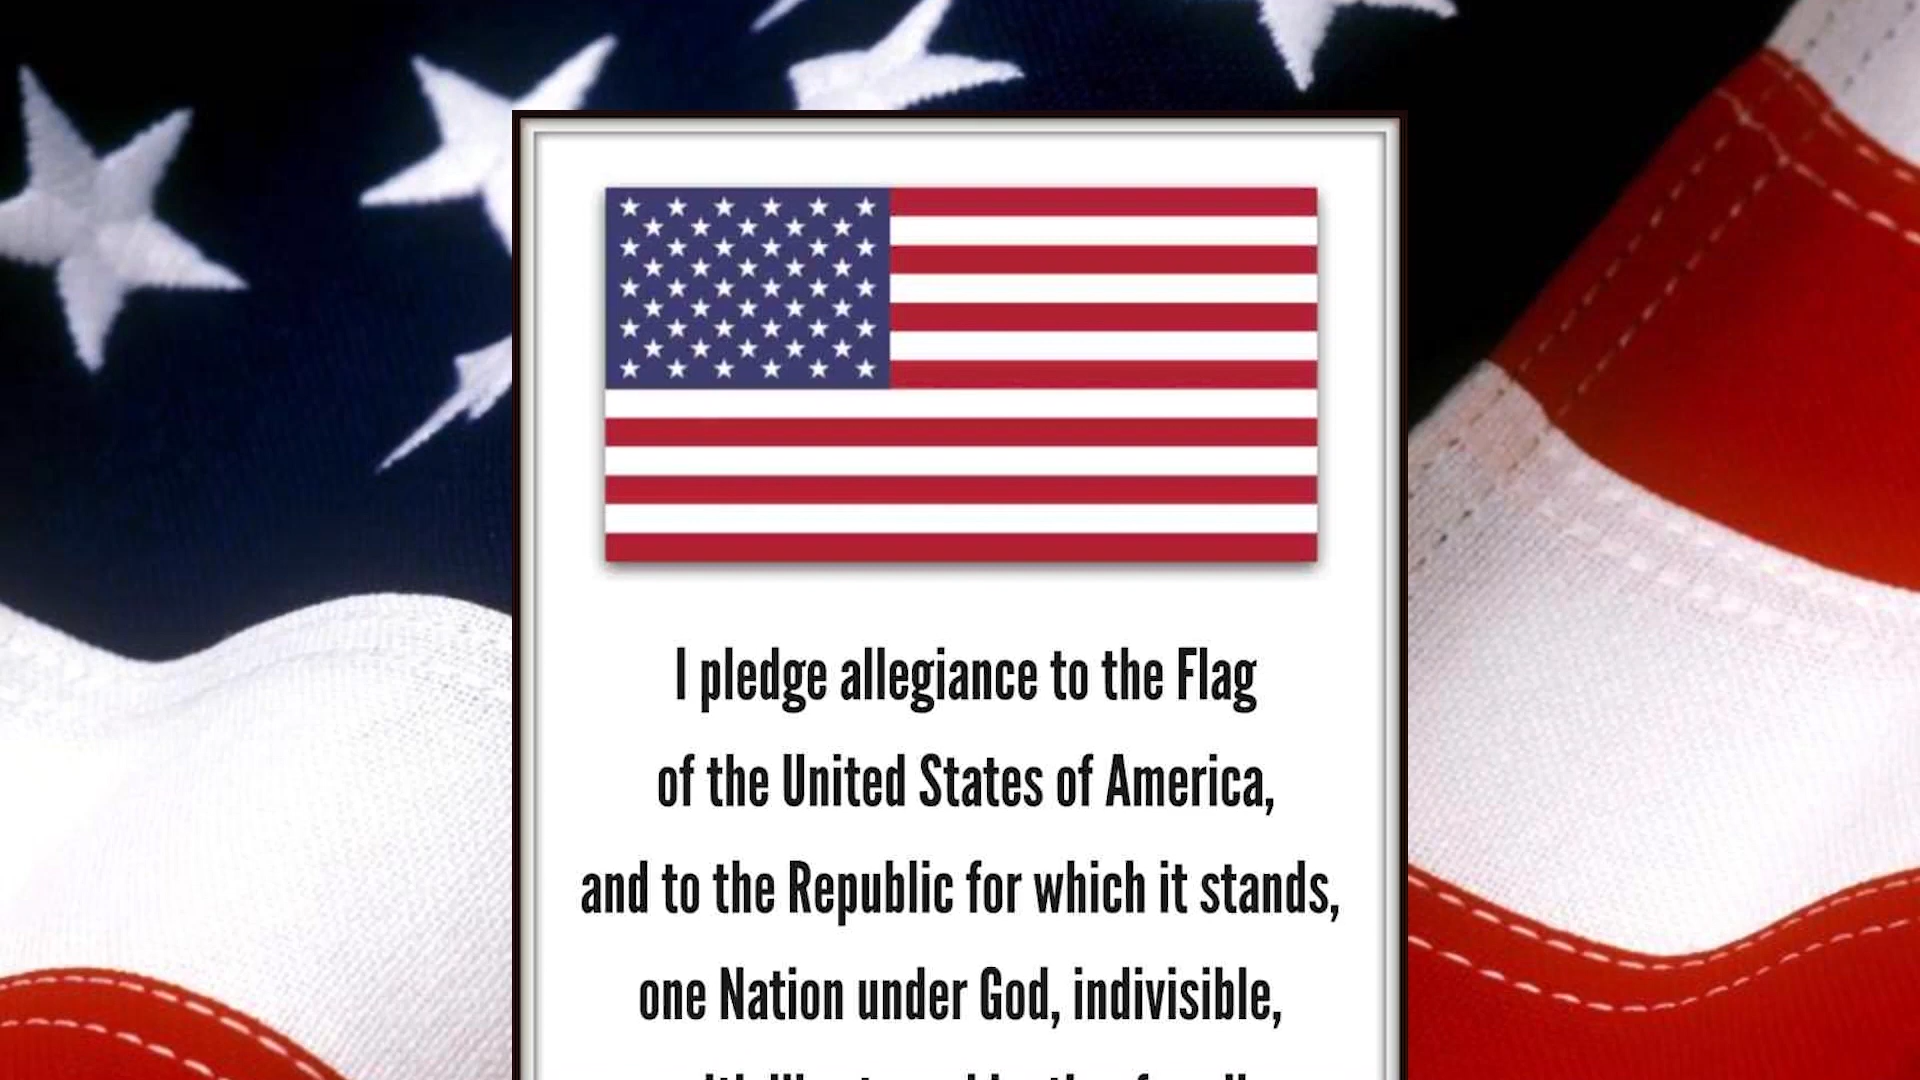 I pledge allegiance to the Flag
of the United States of America,
and to the Republic for which it stands,
one Nation under God, indivisible,